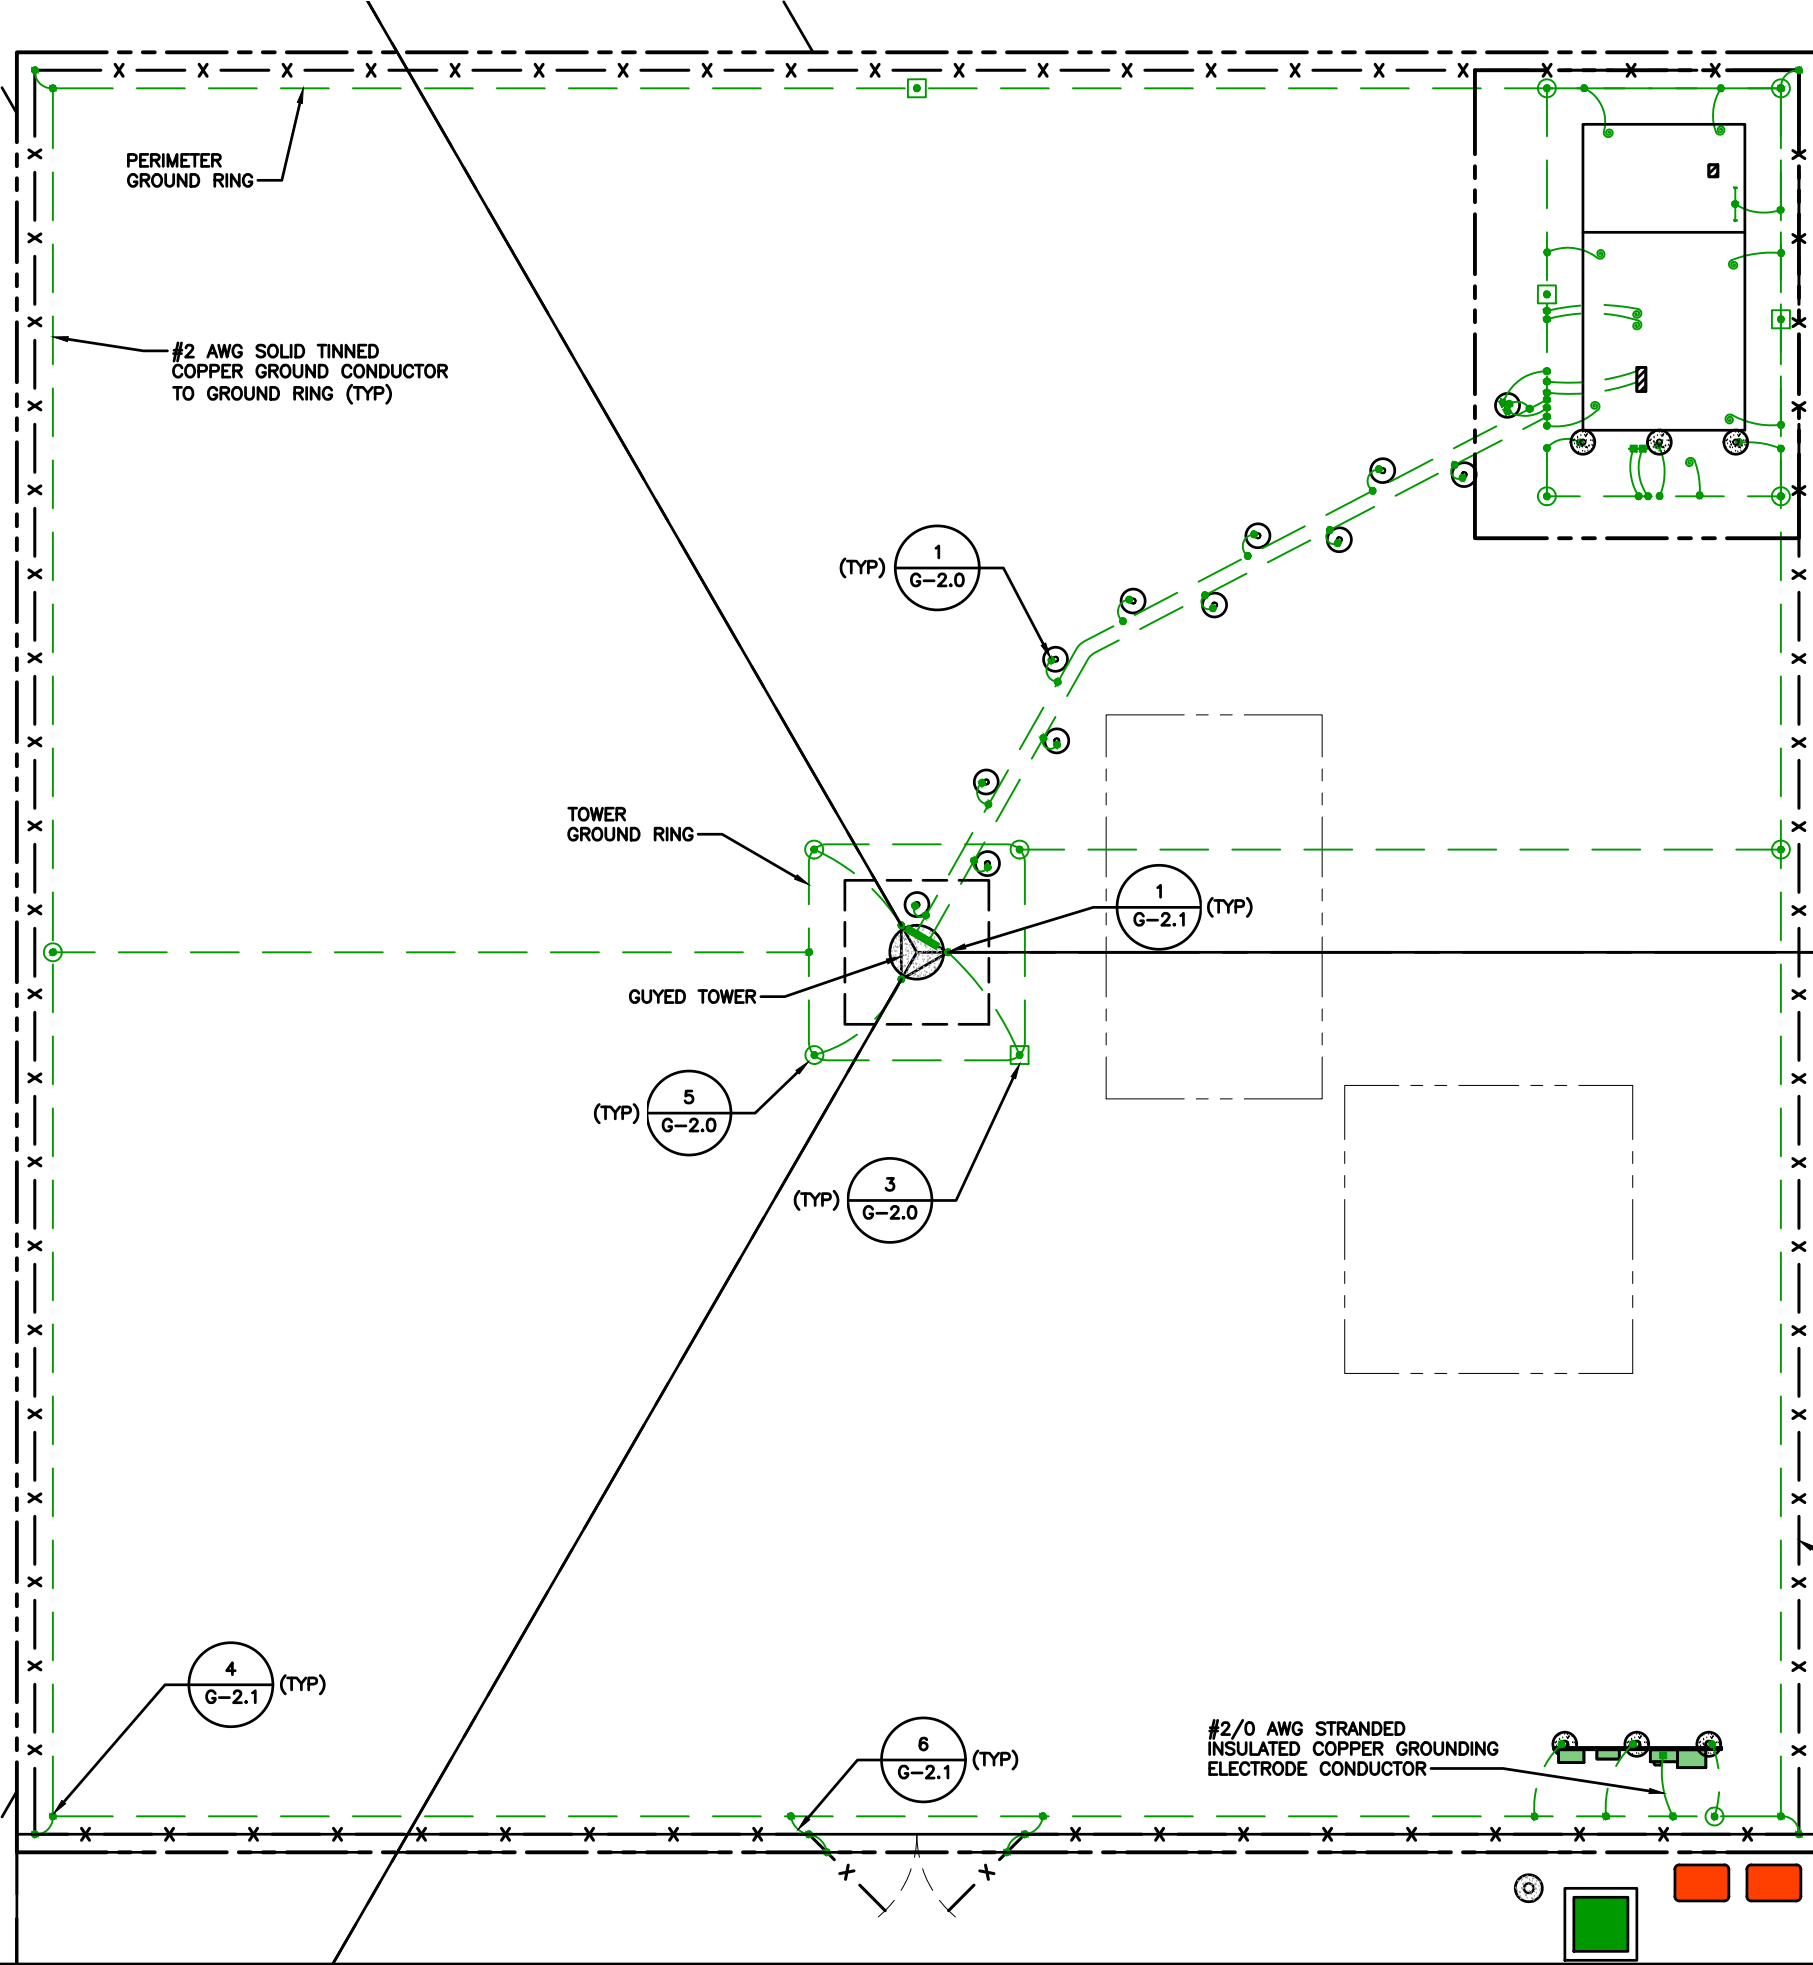 PERIMETER
GROUND RING
#2 AWG SOLID TINNED
COPPER GROUND CONDUCTOR
TO GROUND RING (TYP)
(TYP)
1
G-2.0
TOWER
GROUND RING
1
G-2.1
(TYP)
GUYED TOWER
(TYP)
5
G-2.0
(TYP)
3
G-2.0
4
G-2.1
(TYP)
6
G-2.1
(TYP)
#2/0 AWG STRANDED
INSULATED COPPER GROUNDING
ELECTRODE CONDUCTOR